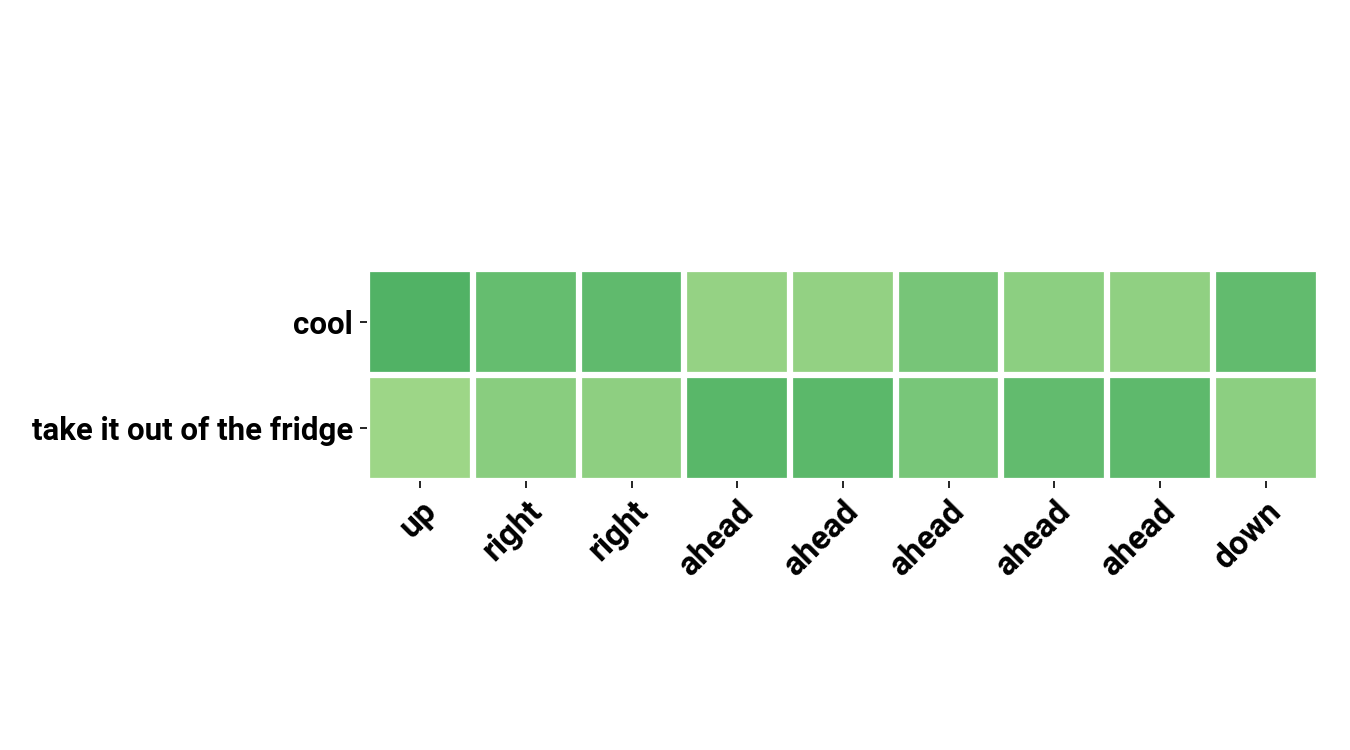 cool
take it out of the fridge
up
right
right
ahead
ahead
ahead
ahead
ahead
down